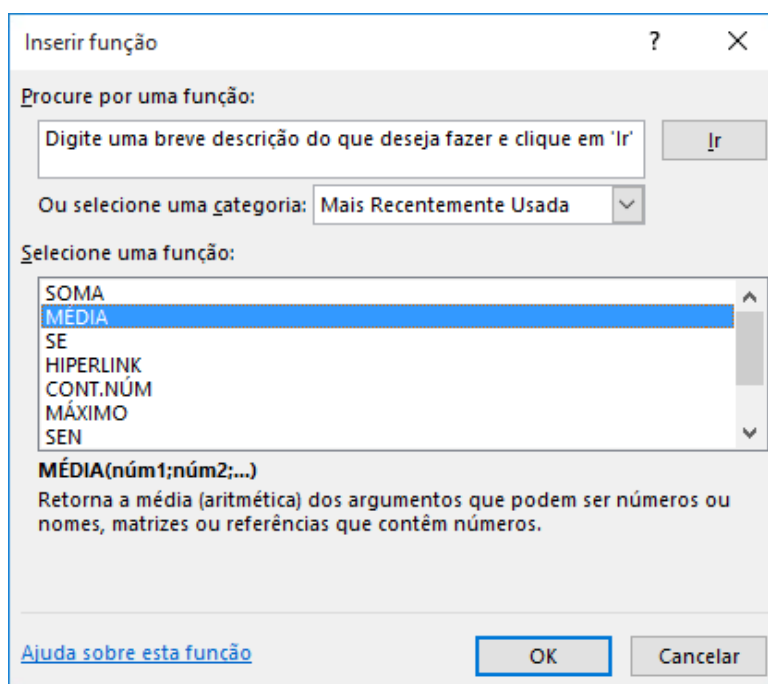 Inserir função
?
Procure por uma função:
Digite uma breve descrição do que deseja fazer e clique em 'Ir'
Ir
Ou selecione uma categoria: Mais Recentemente Usada
Selecione uma função:
SOMA
MÉDIA
SE
HIPERLINK
CONT.NÚM
MÁXIMO
SEN
MÉDIA(núm1;núm2;...)
Retorna a média (aritmética) dos argumentos que podem ser números ou
nomes, matrizes ou referências que contêm números.
Ajuda sobre esta função
OK
Cancelar